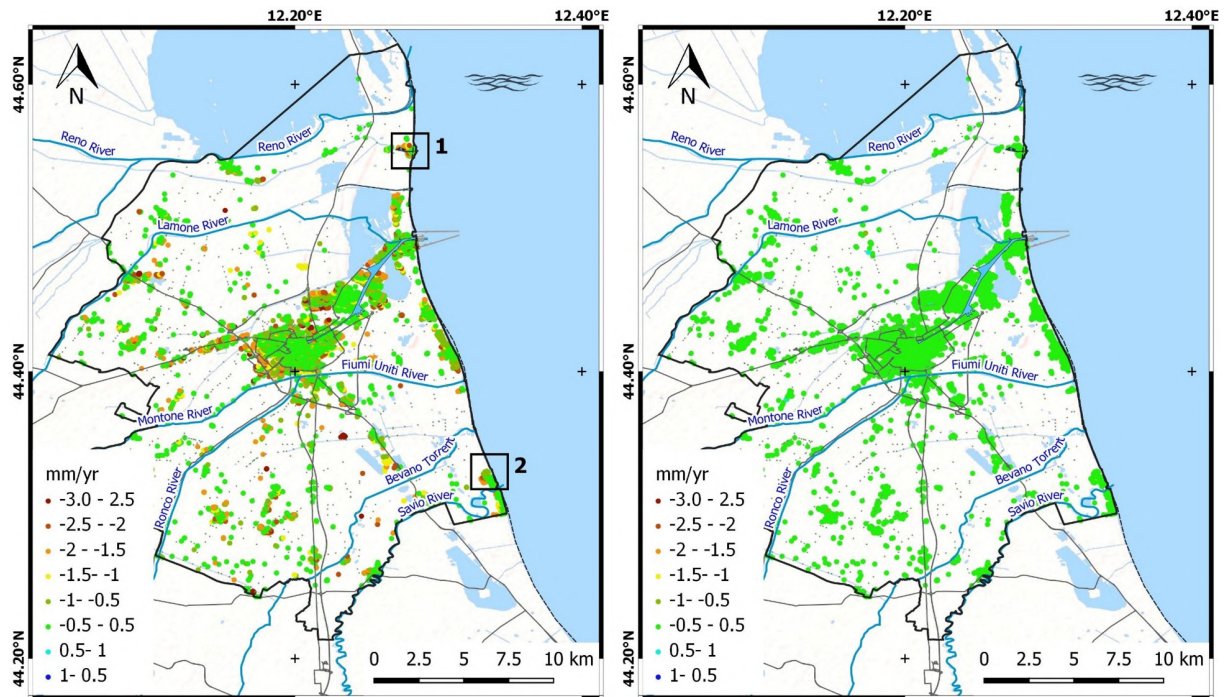 12.20°E
12.40°E
44.60°N
44.40°N
44.20°N
N
Reno River
Reno River
1
Lamone River
Fiumi Uniti River
Montone River
Ronco River
Bevano Torrent
Savio River
2
mm/yr
-3.0 - 2.5
-2.5 - -2
-2 - -1.5
-1.5- -1
-1- -0.5
-0.5 - 0.5
0.5- 1
1- 0.5
0 2.5 5 7.5 10 km
12.20°E
12.40°E
44.60°N
44.40°N
44.20°N
N
Reno River
Reno River
Lamone River
Fiumi Uniti River
Montone River
Ronco River
Bevano Torrent
Savio River
mm/yr
-3.0 - 2.5
-2.5 - -2
-2 - -1.5
-1.5- -1
-1- -0.5
-0.5 - 0.5
0.5- 1
1- 0.5
0 2.5 5 7.5 10 km